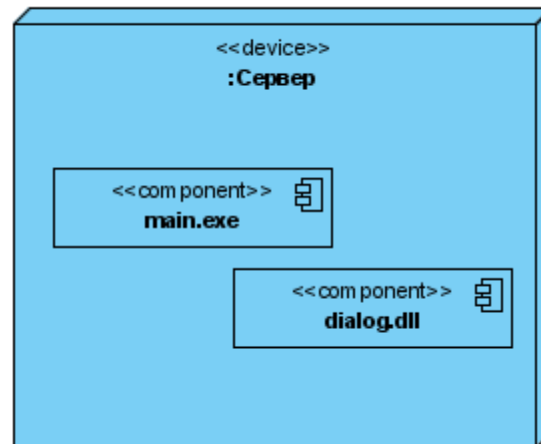 <<device>>
:Сервер
<<component>>
main.exe
<<component>>
dialog.dll